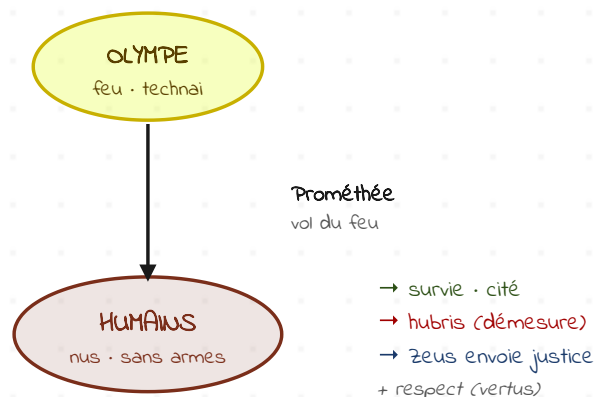 OLYMPE
feu · technai
Prométhée
vol du feu
HUMAINS
nus · sans armes
→ survie · cité
→ hubris (démesure)
→ Zeus envoie justice
+ respect (vertus)